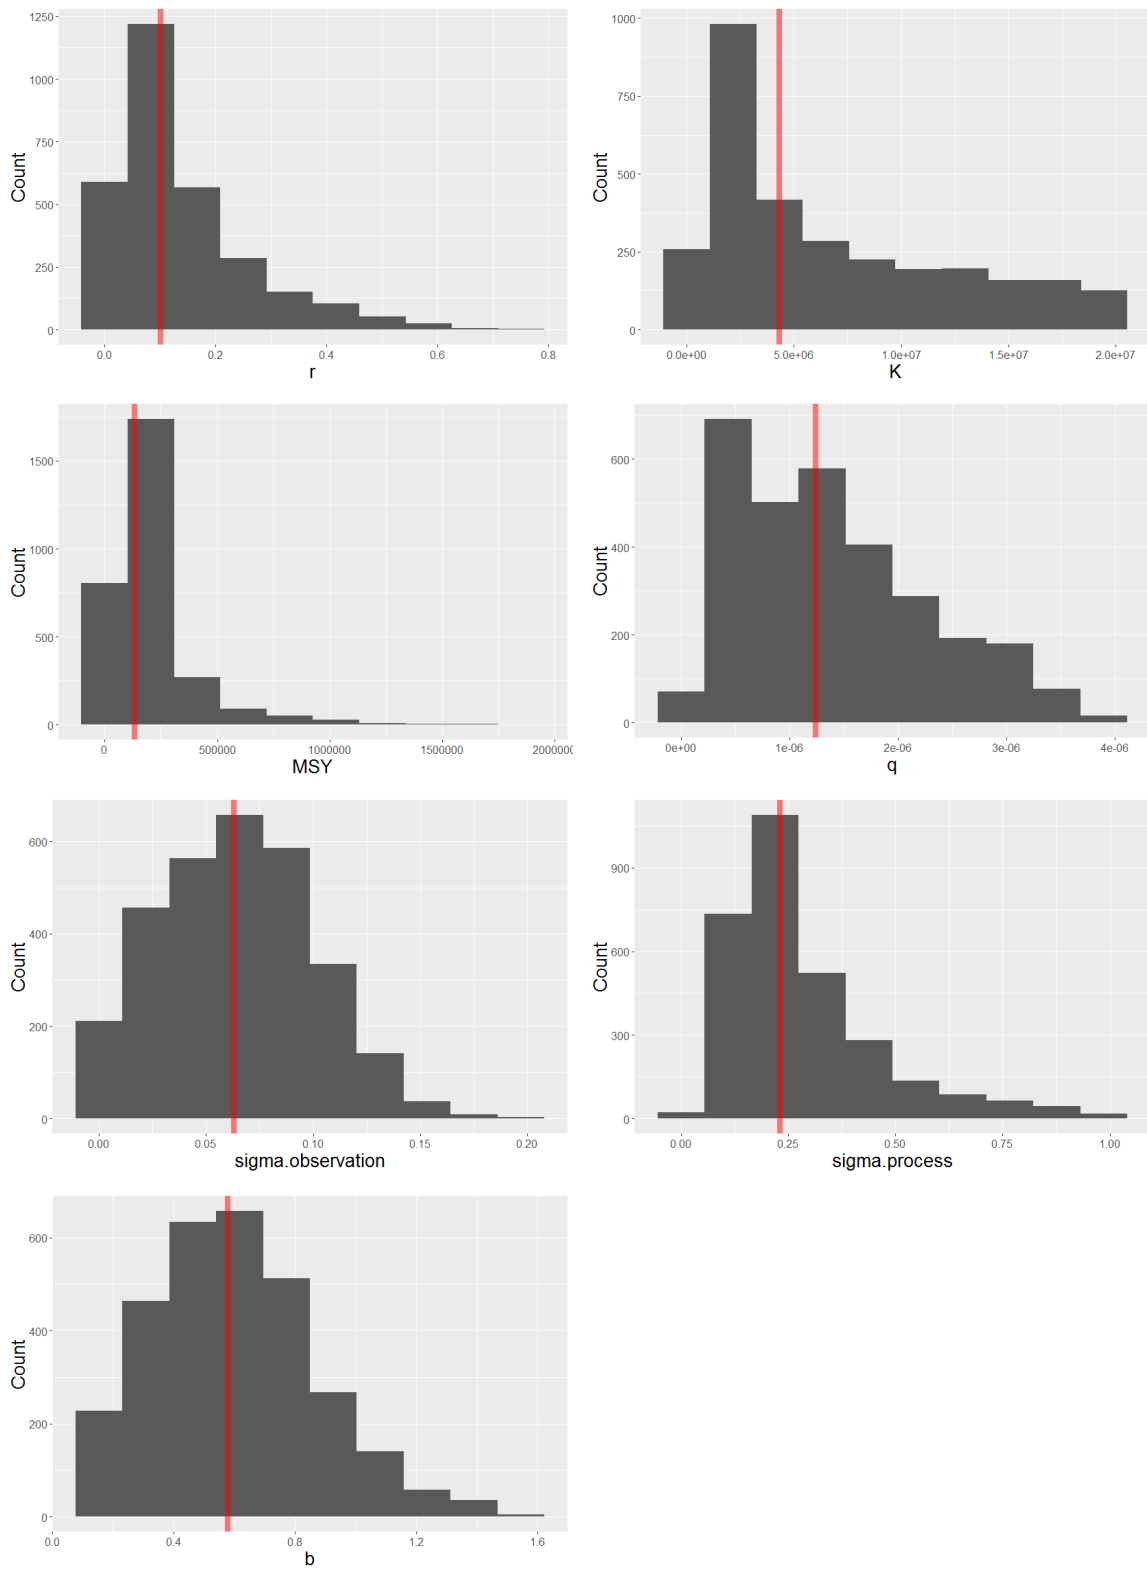 1250
1000
750
500
250
0
Count
0.0 0.2 0.4 0.6 0.8
r
1000
750
500
250
0
Count
0.0e+00 5.0e+06 1.0e+07 1.5e+07 2.0e+07
K
1500
1000
500
0
Count
0 500000 1000000 1500000 2000000
MSY
600
400
200
0
Count
0e+00 1e-06 2e-06 3e-06 4e-06
q
600
400
200
0
Count
0.00 0.05 0.10 0.15 0.20
sigma.observation
900
600
300
0
Count
0.00 0.25 0.50 0.75 1.00
sigma.process
600
400
200
0
Count
0.0 0.4 0.8 1.2 1.6
b